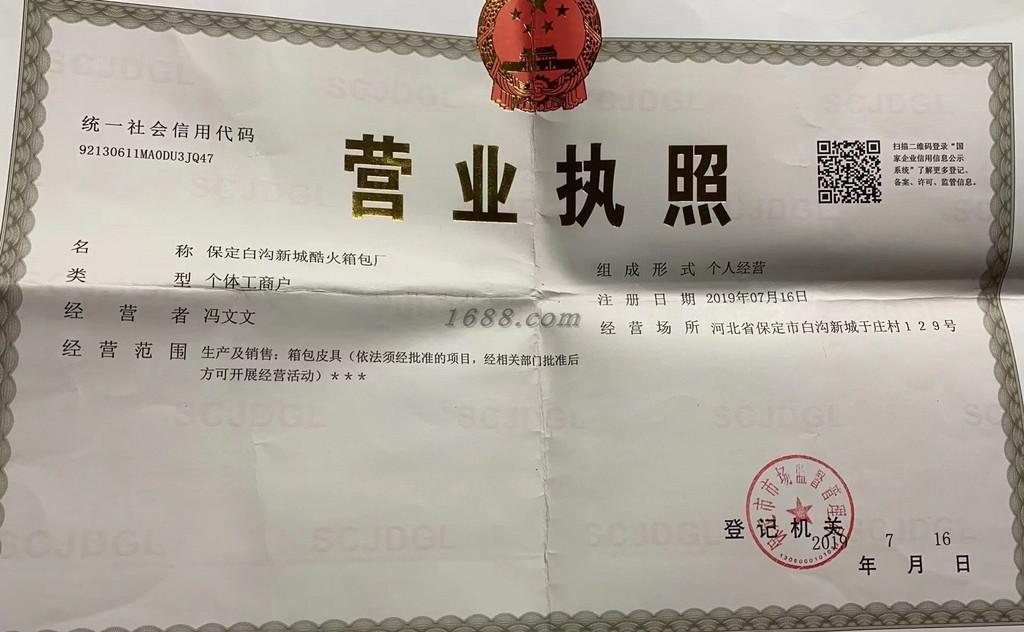 统一社会信用代码
92130611MA0DU3JQ47
营业执照
扫描二维码登录“国
家企业信用信息公示
系统”了解更多登记、
备案、许可、监管信息。
名称 保定白沟新城酷火箱包厂
类型 个体工商户
经营者 冯文文
经营范围 生产及销售：箱包皮具（依法须经批准的项目，经相关部门批准后
方可开展经营活动）＊＊＊
组成形式 个人经营
注册日期 2019年07月16日
经营场所 河北省保定市白沟新城于庄村１２９号
1688.com
登记机关
2019 7 16
年 月 日
SCJDGL
SCJDGL
SCJDGL
SCJDGL
SCJDGL
SCJDGL
SCJDGL
SCJDGL